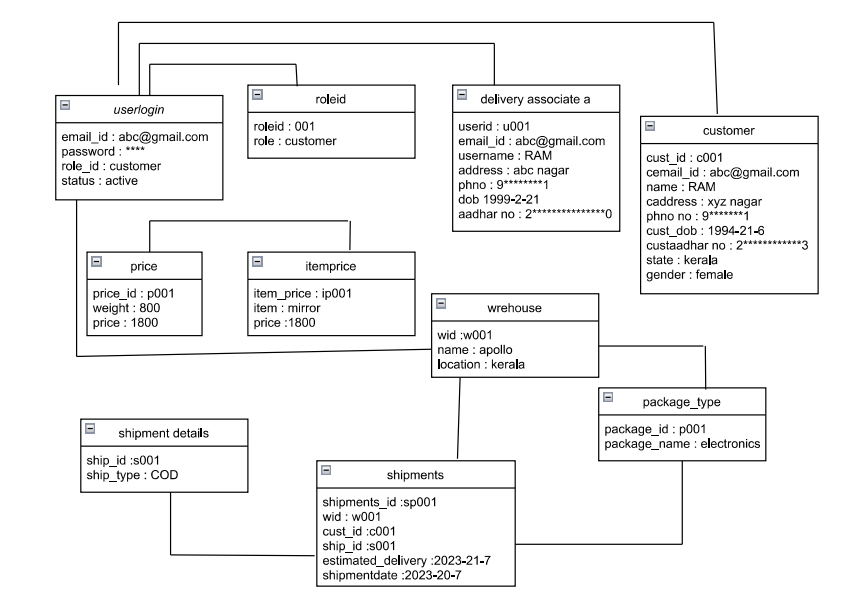 userlogin
email_id : abc@gmail.com
password : ****
role_id : customer
status : active
roleid
roleid : 001
role : customer
delivery associate a
userid : u001
email_id : abc@gmail.com
username : RAM
address : abc nagar
phno : 9********1
dob 1999-2-21
aadhar no : 2***************0
customer
cust_id : c001
cemail_id : abc@gmail.com
name : RAM
caddress : xyz nagar
phno no : 9*******1
cust_dob : 1994-21-6
custaadhar no : 2************3
state : kerala
gender : female
price
price_id : p001
weight : 800
price : 1800
itemprice
item_price : ip001
item : mirror
price :1800
wrehouse
wid :w001
name : apollo
location : kerala
package_type
package_id : p001
package_name : electronics
shipment details
ship_id :s001
ship_type : COD
shipments
shipments_id :sp001
wid : w001
cust_id :c001
ship_id :s001
estimated_delivery :2023-21-7
shipmentdate :2023-20-7